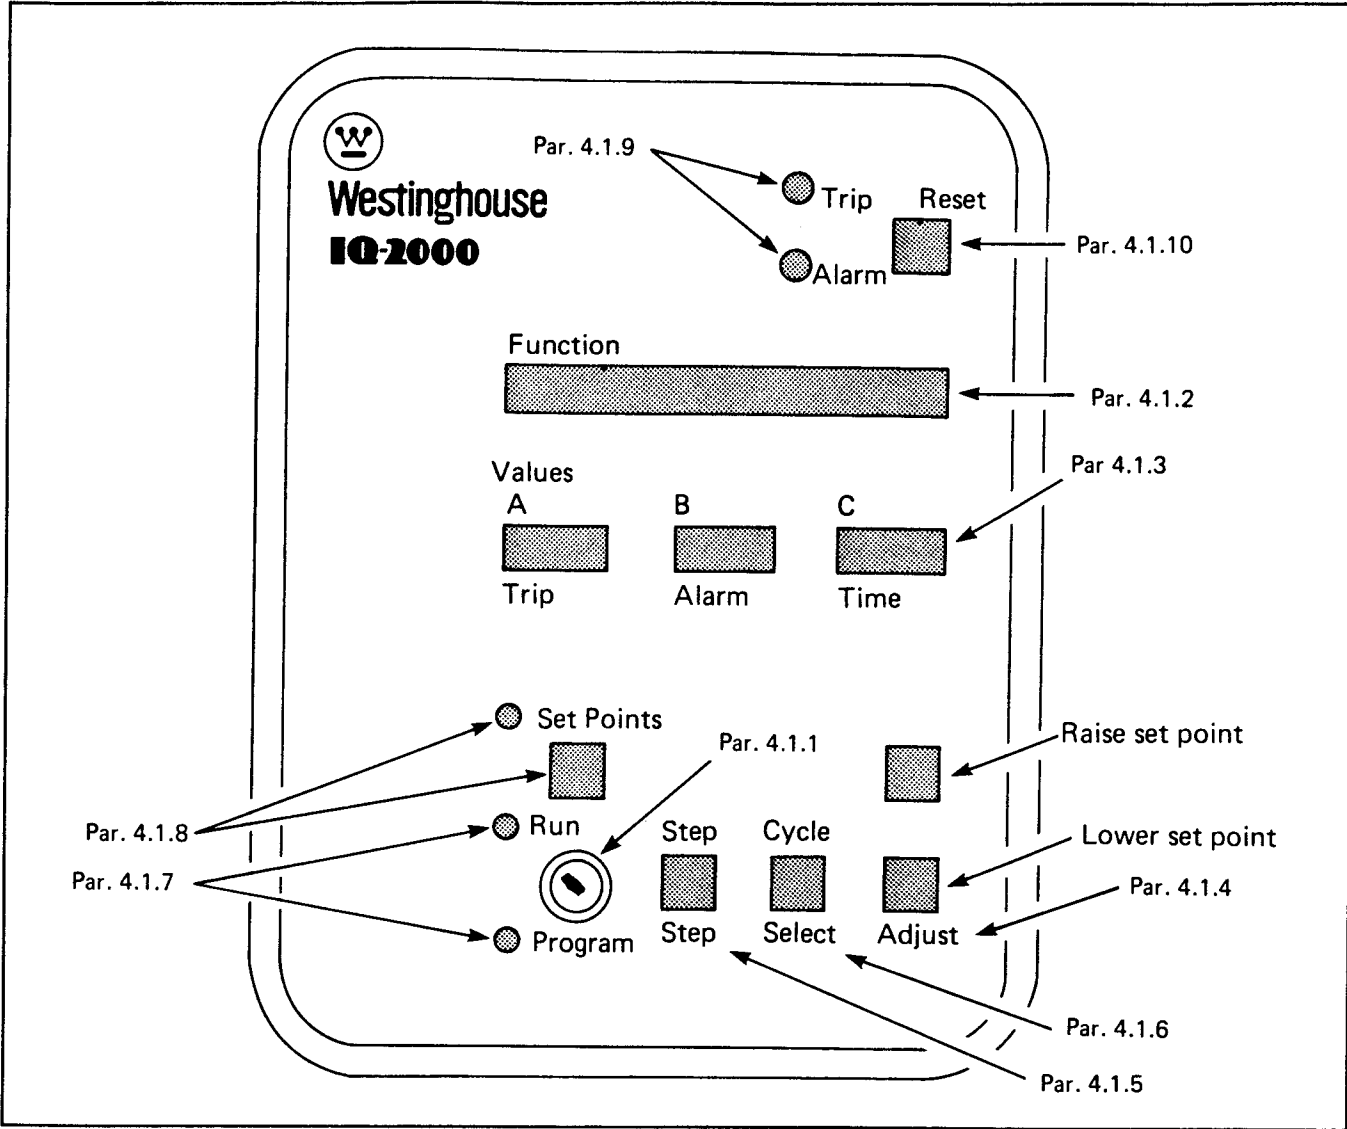 Par. 4.1.9
Trip
Reset
Westinghouse
IQ-2000
Par. 4.1.10
Alarm
Function
Par. 4.1.2
Values
Par 4.1.3
A B C
Trip Alarm Time
Set Points
Par. 4.1.1
Raise set point
Par. 4.1.8
Run
Step Cycle
Lower set point
Par. 4.1.7
Par. 4.1.4
Program
Step Select Adjust
Par. 4.1.6
Par. 4.1.5